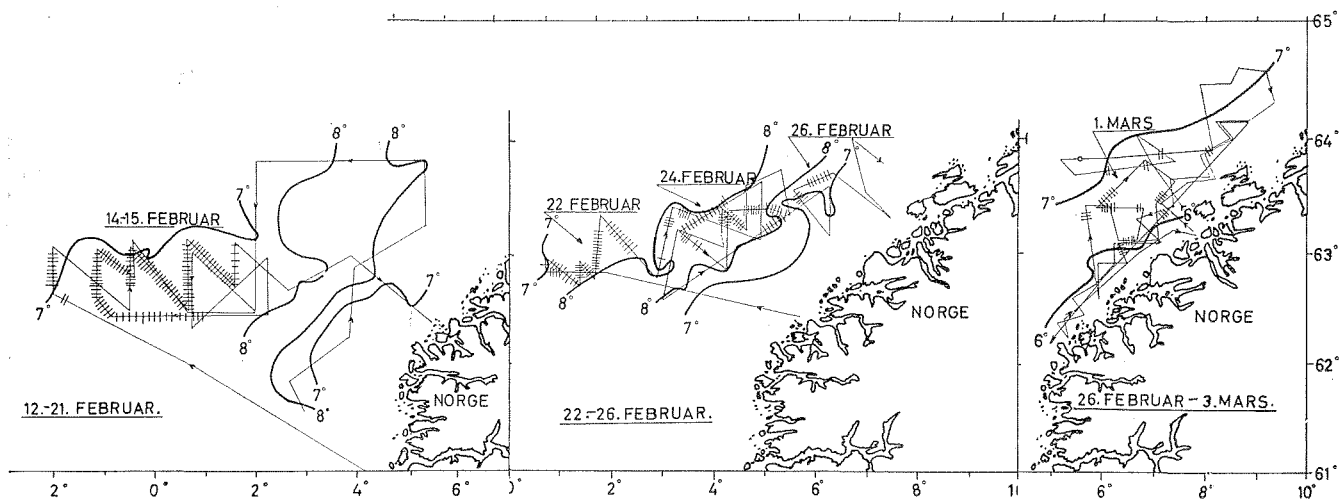 65°
64°
63°
62°
61°
7°
8°
8°
14-15. FEBRUAR
7°
8°
7°
7°
8°
NORGE
12.-21. FEBRUAR.
2° 0° 2° 4° 6°
8°
26. FEBRUAR
8°
7°
24. FEBRUAR
22 FEBRUAR
7°
8°
8°
7°
NORGE
22-26. FEBRUAR.
0° 2° 4° 6° 8°
7°
1. MARS
7°
6°
6°
NORGE
26. FEBRUAR - 3. MARS.
6° 8° 10°